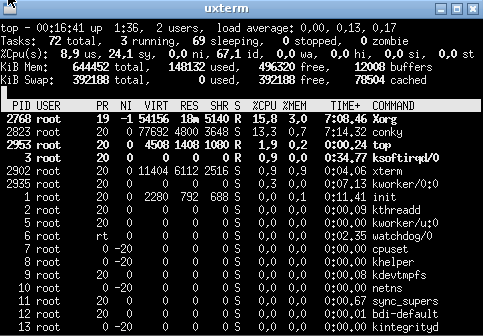 uxterm
top - 00:16:41 up  1:36,  2 users,  load average: 0,00, 0,13, 0,17
Tasks:  72 total,   3 running,  69 sleeping,   0 stopped,   0 zombie
%Cpu(s):  8,9 us, 24,1 sy,  0,0 ni, 67,1 id,  0,0 wa,  0,0 hi,  0,0 si,  0,0 st
KiB Mem:    644452 total,   148132 used,   496320 free,    12008 buffers
KiB Swap:   392188 total,        0 used,   392188 free,    78504 cached
PID USER PR NI VIRT RES SHR S %CPU %MEM TIME+ COMMAND
2768 root 19 -1 54156 18m 5140 R 15,8 3,0 7:08.46 Xorg
2823 root 20 0 77692 4800 3648 S 13,3 0,7 7:14.32 conky
2953 root 20 0 4508 1408 1080 R 1,9 0,2 0:00.24 top
3 root 20 0 0 0 0 R 0,9 0,0 0:34.77 ksoftirqd/0
2902 root 20 0 11404 6112 2516 S 0,9 0,9 0:04.06 xterm
2935 root 20 0 0 0 0 S 0,3 0,0 0:07.13 kworker/0:0
1 root 20 0 2280 792 688 S 0,0 0,1 0:11.41 init
2 root 20 0 0 0 0 S 0,0 0,0 0:00.00 kthreadd
5 root 20 0 0 0 0 S 0,0 0,0 0:00.09 kworker/u:0
6 root rt 0 0 0 0 S 0,0 0,0 0:02.35 watchdog/0
7 root 0 -20 0 0 0 S 0,0 0,0 0:00.00 cpuset
8 root 0 -20 0 0 0 S 0,0 0,0 0:00.00 khelper
9 root 20 0 0 0 0 S 0,0 0,0 0:00.08 kdevtmpfs
10 root 0 -20 0 0 0 S 0,0 0,0 0:00.00 netns
11 root 20 0 0 0 0 S 0,0 0,0 0:00.67 sync_supers
12 root 20 0 0 0 0 S 0,0 0,0 0:00.01 bdi-default
13 root 0 -20 0 0 0 S 0,0 0,0 0:00.00 kintegrityd